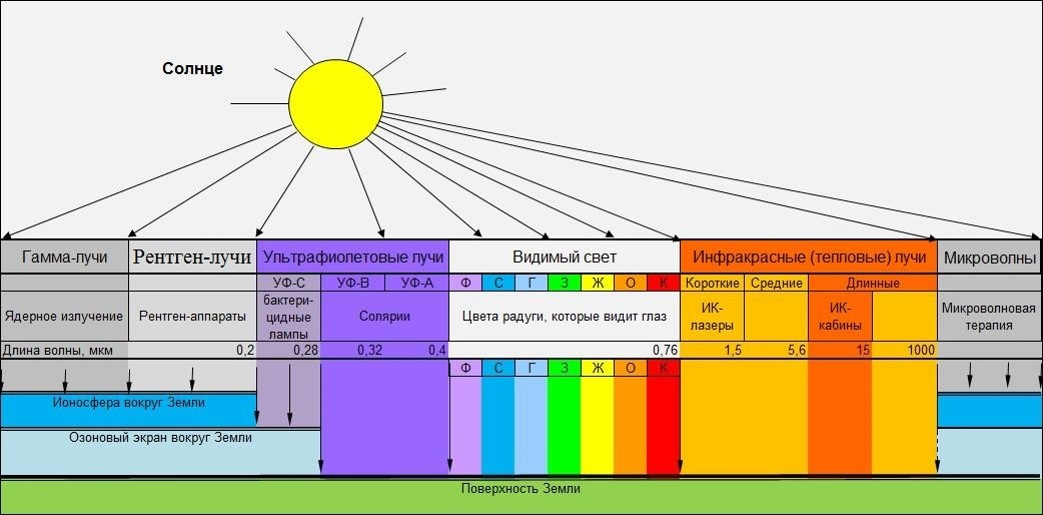 Солнце
Гамма-лучи Рентген-лучи Ультрафиопетовые лучи Видимый свет Инфракрасные (тепловые) лучи Микроволны
УФ-С УФ-В УФ-А Ф С Г З Ж О К Короткие Средние Длинные
Ядерное излучение Рентген-аппараты бактери-
цидные
лампы Солярии Цвета радуги, которые видит глаз ИК-
лазеры ИК-
кабины Микроволновая
терапия
Длина волны, мкм 0,2 0,28 0,32 0,4 0,76 1,5 5,6 15 1000
Ф С Г З Ж О К
Ионосфера вокруг Земли
Озоновый экран вокруг Земли
Поверхность Земли